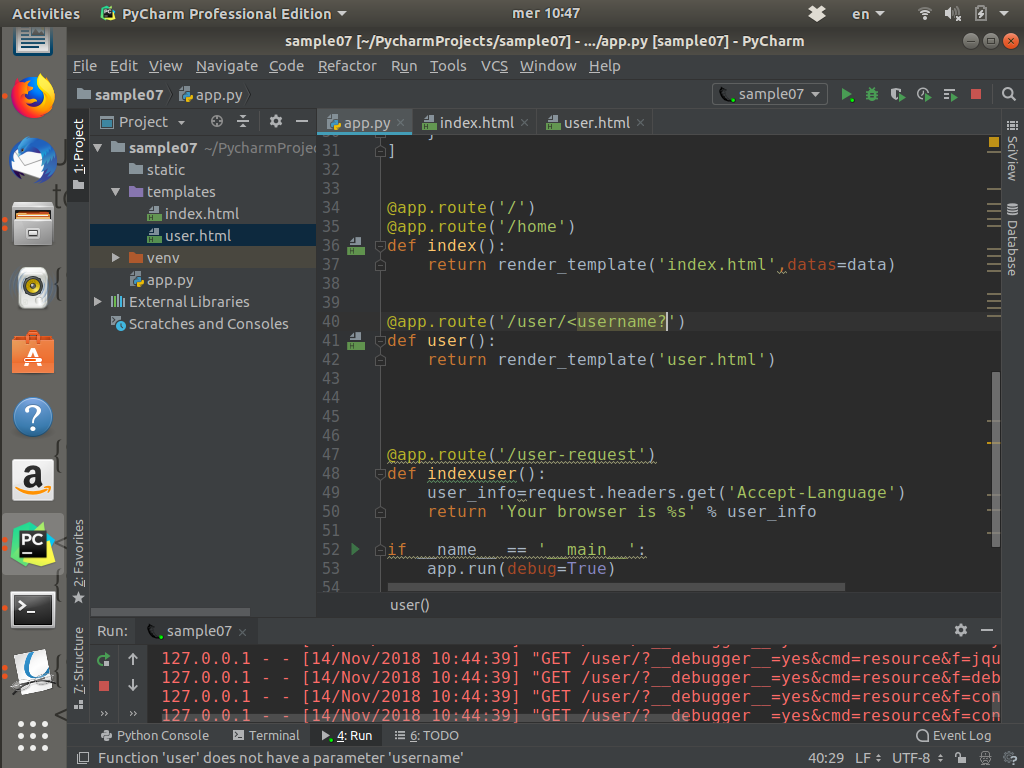 Activities PyCharm Professional Edition mer 10:47 en
sample07 [~/PycharmProjects/sample07] - .../app.py [sample07] - PyCharm
File Edit View Navigate Code Refactor Run Tools VCS Window Help
sample07 app.py sample07
Project app.py index.html user.html
1: Project
sample07 ~/PycharmProjec
static
templates
index.html
user.html
venv
app.py
External Libraries
Scratches and Consoles
31 ]
32
33
34 @app.route('/')
35 @app.route('/home')
36 def index():
37 return render_template('index.html',datas=data)
38
39
40 @app.route('/user/<username?')
41 def user():
42 return render_template('user.html')
43
44
45
46
47 @app.route('/user-request')
48 def indexuser():
49 user_info=request.headers.get('Accept-Language')
50 return 'Your browser is %s' % user_info
51
52 if __name__ == '__main__':
53 app.run(debug=True)
54
user()
SciView
Database
2: Favorites
7: Structure
Run: sample07
127.0.0.1 - - [14/Nov/2018 10:44:39] "GET /user/?__debugger__=yes&cmd=resource&f=jqu
127.0.0.1 - - [14/Nov/2018 10:44:39] "GET /user/?__debugger__=yes&cmd=resource&f=deb
127.0.0.1 - - [14/Nov/2018 10:44:39] "GET /user/?__debugger__=yes&cmd=resource&f=con
127.0.0.1 - - [14/Nov/2018 10:44:39] "GET /user/?__debugger__=yes&cmd=resource&f=con
Python Console Terminal 4: Run 6: TODO Event Log
Function 'user' does not have a parameter 'username' 40:29 LF UTF-8